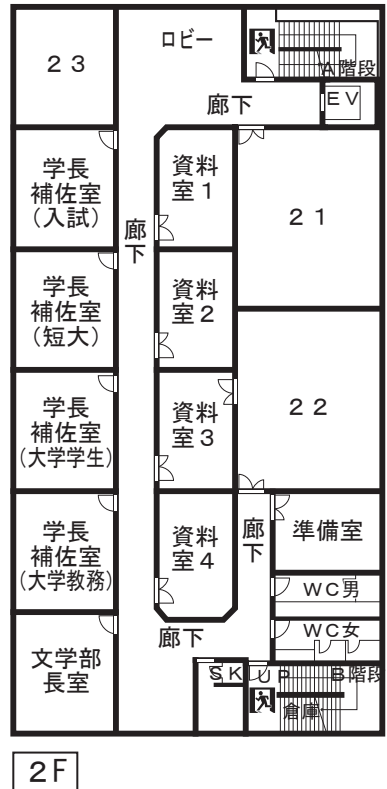 ロビー
23
A階段
EV
廊下
学長
補佐室
(入試)
資料
室1
21
廊
下
学長
補佐室
(短大)
資料
室2
学長
補佐室
(大学学生)
資料
室3
22
学長
補佐室
(大学教務)
資料
室4
廊
下
準備室
WC男
WC女
廊下
文学部
長室
SK
UP
B階段
倉庫
2F